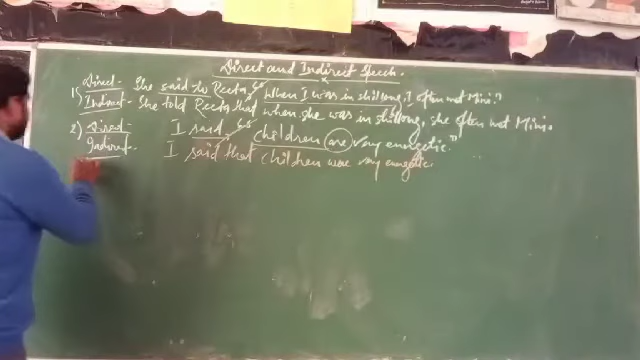 Direct and Indirect Speech.
1) Direct - She said to Reeta, "When I was in Shillong, I often met Mini."
Indirect - She told Reeta that when she was in Shillong, she often met Mini.
2) Direct - I said, "Children are very energetic."
Indirect - I said that children were very energetic.